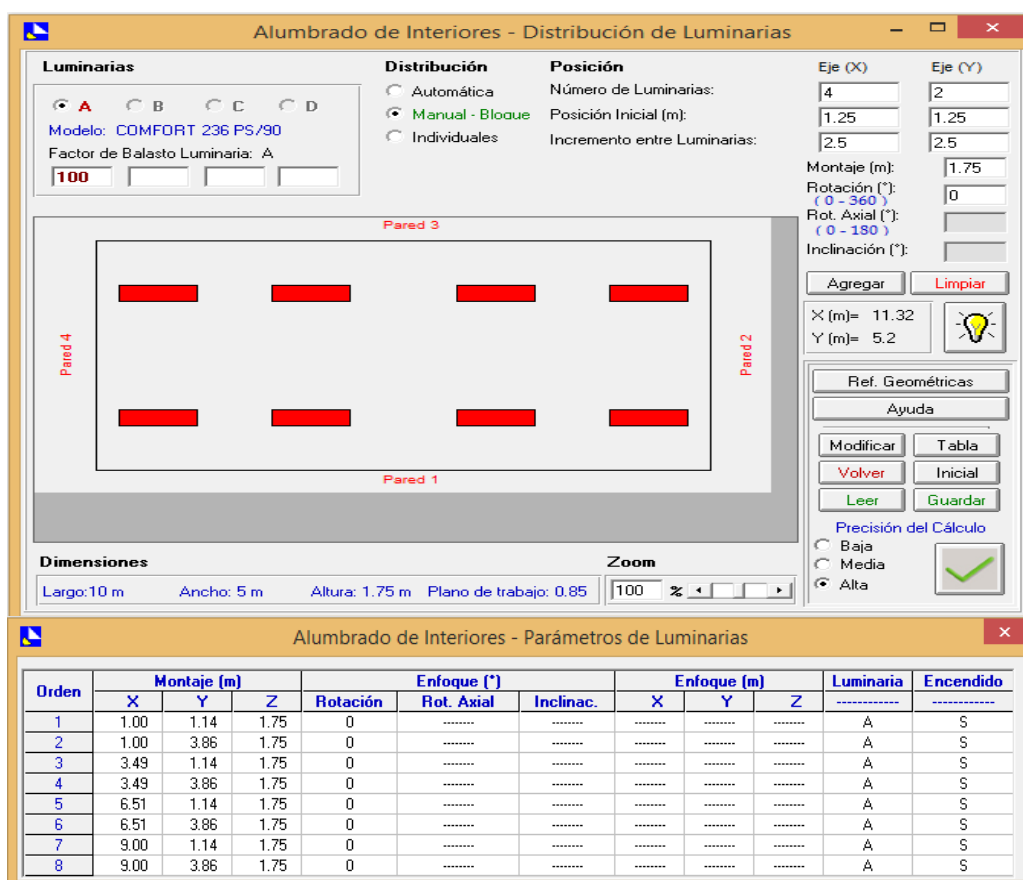 Alumbrado de Interiores - Distribución de Luminarias
Luminarias
A B C D
Modelo: COMFORT 236 PS/90
Factor de Balasto Luminaria: A
100
Distribución
Automática
Manual - Bloque
Individuales
Posición Eje (X) Eje (Y)
Número de Luminarias: 4 2
Posición Inicial (m): 1.25 1.25
Incremento entre Luminarias: 2.5 2.5
Montaje (m): 1.75
Rotación (°): 0
( 0 - 360 )
Rot. Axial (°):
( 0 - 180 )
Inclinación (°):
Agregar Limpiar
X (m)= 11.32
Y (m)= 5.2
Pared 3
Pared 4
Pared 2
Pared 1
Ref. Geométricas
Ayuda
Modificar Tabla
Volver Inicial
Leer Guardar
Precisión del Cálculo
Baja
Media
Alta
Dimensiones
Largo:10 m Ancho: 5 m Altura: 1.75 m Plano de trabajo: 0.85
Zoom
100 %
Alumbrado de Interiores - Parámetros de Luminarias
Orden Montaje (m) Enfoque (°) Enfoque (m) Luminaria Encendido
X Y Z Rotación Rot. Axial Inclinac. X Y Z ------------ ------------
1 1.00 1.14 1.75 0 -------- -------- -------- -------- -------- A S
2 1.00 3.86 1.75 0 -------- -------- -------- -------- -------- A S
3 3.49 1.14 1.75 0 -------- -------- -------- -------- -------- A S
4 3.49 3.86 1.75 0 -------- -------- -------- -------- -------- A S
5 6.51 1.14 1.75 0 -------- -------- -------- -------- -------- A S
6 6.51 3.86 1.75 0 -------- -------- -------- -------- -------- A S
7 9.00 1.14 1.75 0 -------- -------- -------- -------- -------- A S
8 9.00 3.86 1.75 0 -------- -------- -------- -------- -------- A S